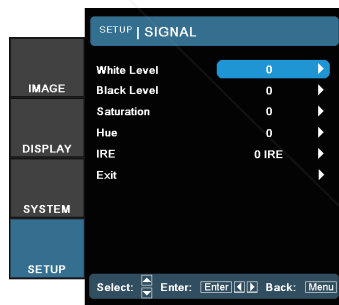 SETUP | SIGNAL
White Level 0
Black Level 0
Saturation 0
Hue 0
IRE 0 IRE
Exit
IMAGE
DISPLAY
SYSTEM
SETUP
Select: Enter: Enter Back: Menu